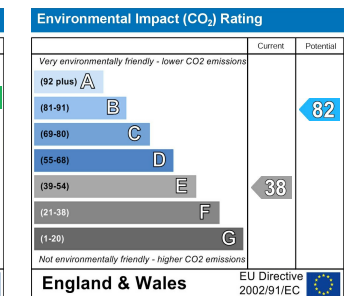 Environmental Impact (CO2) Rating
Current Potential
Very environmentally friendly - lower CO2 emissions
(92 plus) A
(81-91) B
82
(69-80) C
(55-68) D
(39-54) E
38
(21-38) F
(1-20) G
Not environmentally friendly - higher CO2 emissions
England & Wales
EU Directive
2002/91/EC